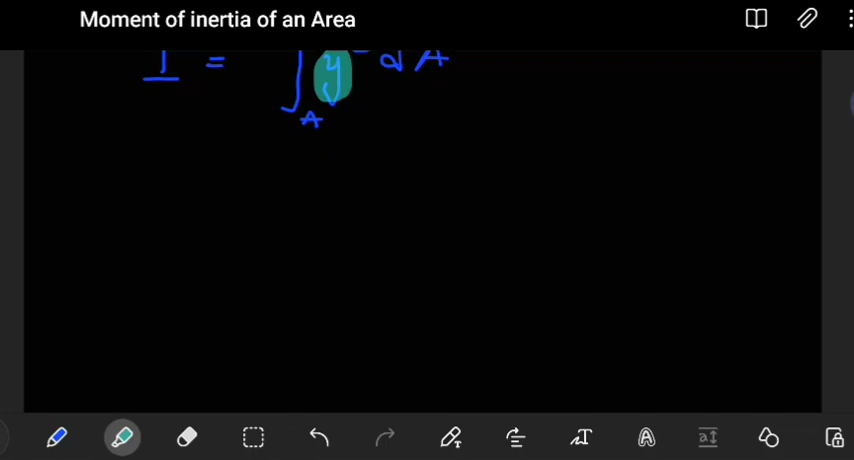 Moment of inertia of an Area
I = ∫_A y² dA